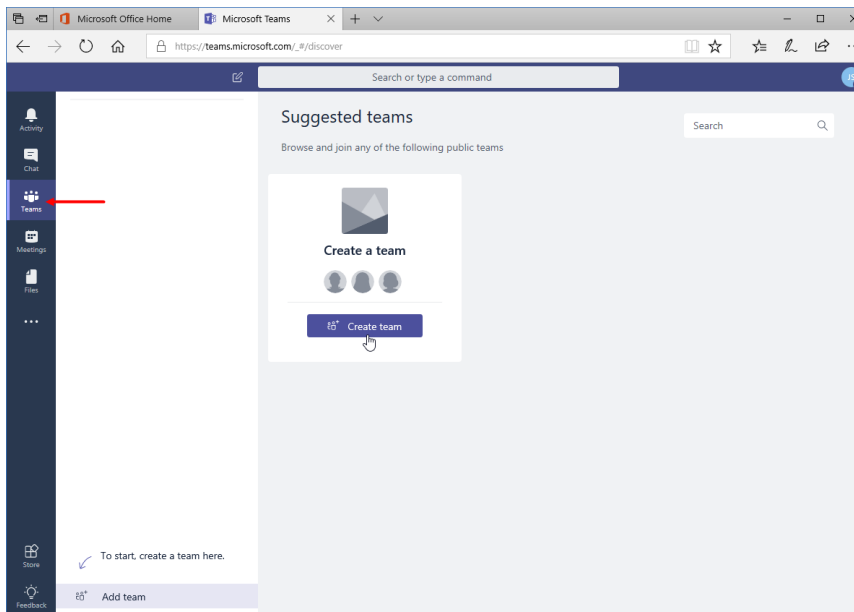 Microsoft Office Home
Microsoft Teams
https://teams.microsoft.com/_#/discover
Search or type a command
JS
Activity
Chat
Teams
Meetings
Files
Store
Feedback
Suggested teams
Search
Browse and join any of the following public teams
Create a team
Create team
To start, create a team here.
Add team